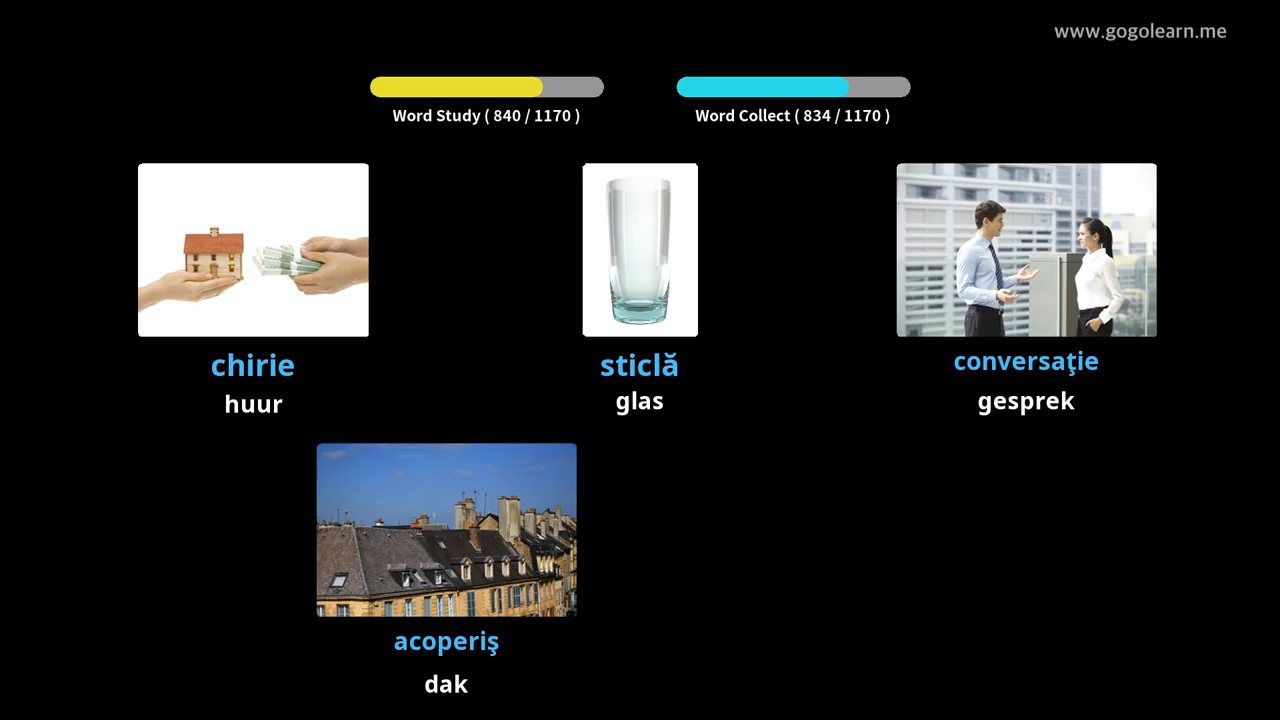 www.gogolearn.me
Word Study ( 840 / 1170 )
Word Collect ( 834 / 1170 )
chirie
huur
sticlă
glas
conversaţie
gesprek
acoperiş
dak